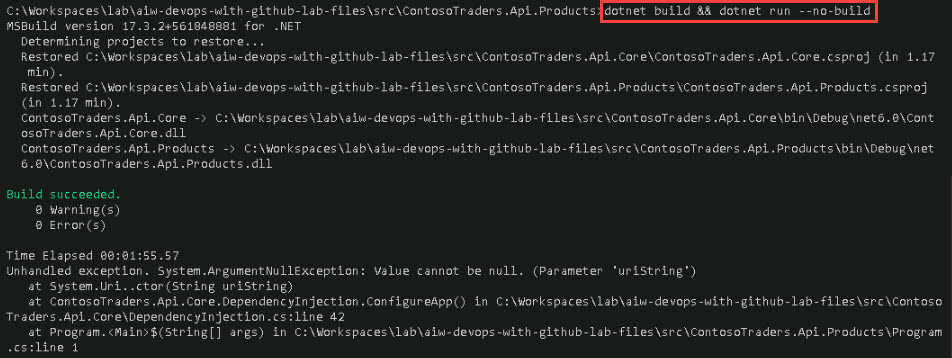 C:\Workspaces\lab\aiw-devops-with-github-lab-files\src\ContosoTraders.Api.Products>dotnet build && dotnet run --no-build
MSBuild version 17.3.2+561848881 for .NET
  Determining projects to restore...
  Restored C:\Workspaces\lab\aiw-devops-with-github-lab-files\src\ContosoTraders.Api.Core\ContosoTraders.Api.Core.csproj (in 1.17
   min).
  Restored C:\Workspaces\lab\aiw-devops-with-github-lab-files\src\ContosoTraders.Api.Products\ContosoTraders.Api.Products.csproj
  (in 1.17 min).
  ContosoTraders.Api.Core -> C:\Workspaces\lab\aiw-devops-with-github-lab-files\src\ContosoTraders.Api.Core\bin\Debug\net6.0\Cont
  osoTraders.Api.Core.dll
  ContosoTraders.Api.Products -> C:\Workspaces\lab\aiw-devops-with-github-lab-files\src\ContosoTraders.Api.Products\bin\Debug\net
  6.0\ContosoTraders.Api.Products.dll
Build succeeded.
    0 Warning(s)
    0 Error(s)
Time Elapsed 00:01:55.57
Unhandled exception. System.ArgumentNullException: Value cannot be null. (Parameter 'uriString')
   at System.Uri..ctor(String uriString)
   at ContosoTraders.Api.Core.DependencyInjection.ConfigureApp() in C:\Workspaces\lab\aiw-devops-with-github-lab-files\src\Contoso
Traders.Api.Core\DependencyInjection.cs:line 42
   at Program.<Main>$(String[] args) in C:\Workspaces\lab\aiw-devops-with-github-lab-files\src\ContosoTraders.Api.Products\Program
.cs:line 1